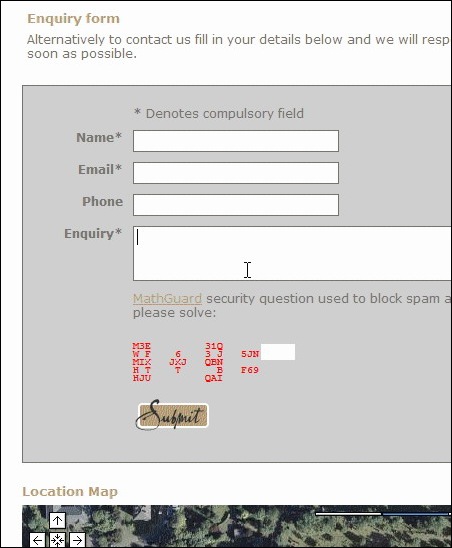 Enquiry form
Alternatively to contact us fill in your details below and we will resp
soon as possible.
* Denotes compulsory field
Name*
Email*
Phone
Enquiry*
MathGuard security question used to block spam a
please solve:
M3E 31Q
W F 6 3 J 5JN
MIX JXJ QBN
H T T B F69
HJU QAI
Submit
Location Map